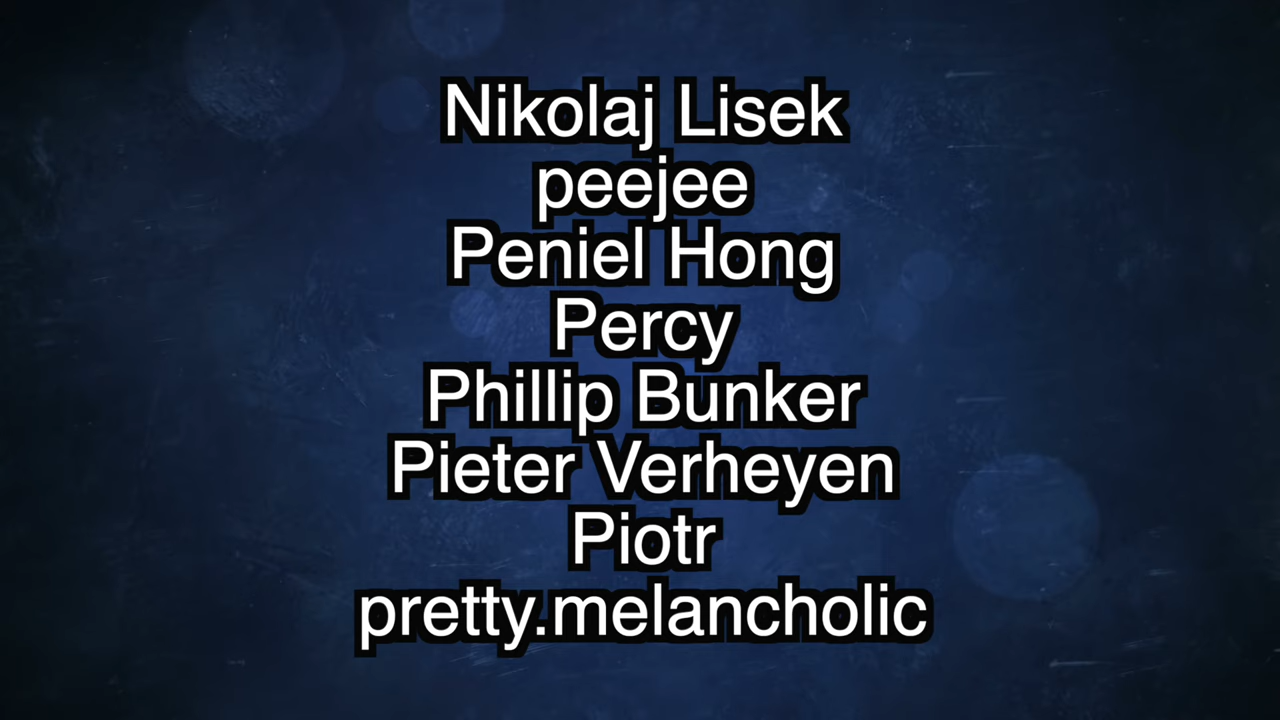 Nikolaj Lisek
peejee
Peniel Hong
Percy
Phillip Bunker
Pieter Verheyen
Piotr
pretty.melancholic